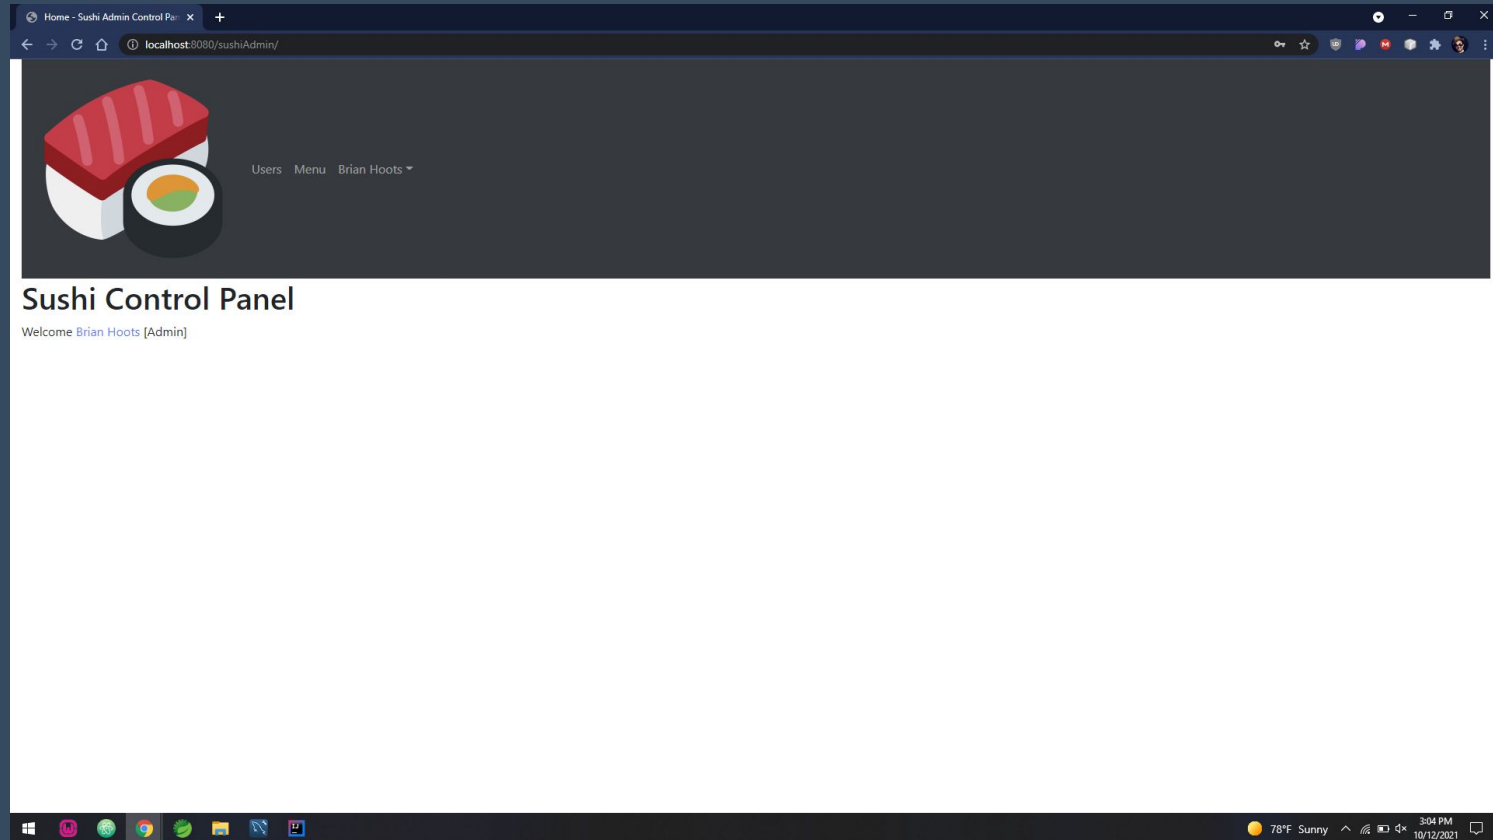 Home - Sushi Admin Control Pan
localhost:8080/sushiAdmin/
Users Menu Brian Hoots
Sushi Control Panel
Welcome Brian Hoots [Admin]
78°F Sunny
3:04 PM
10/12/2021